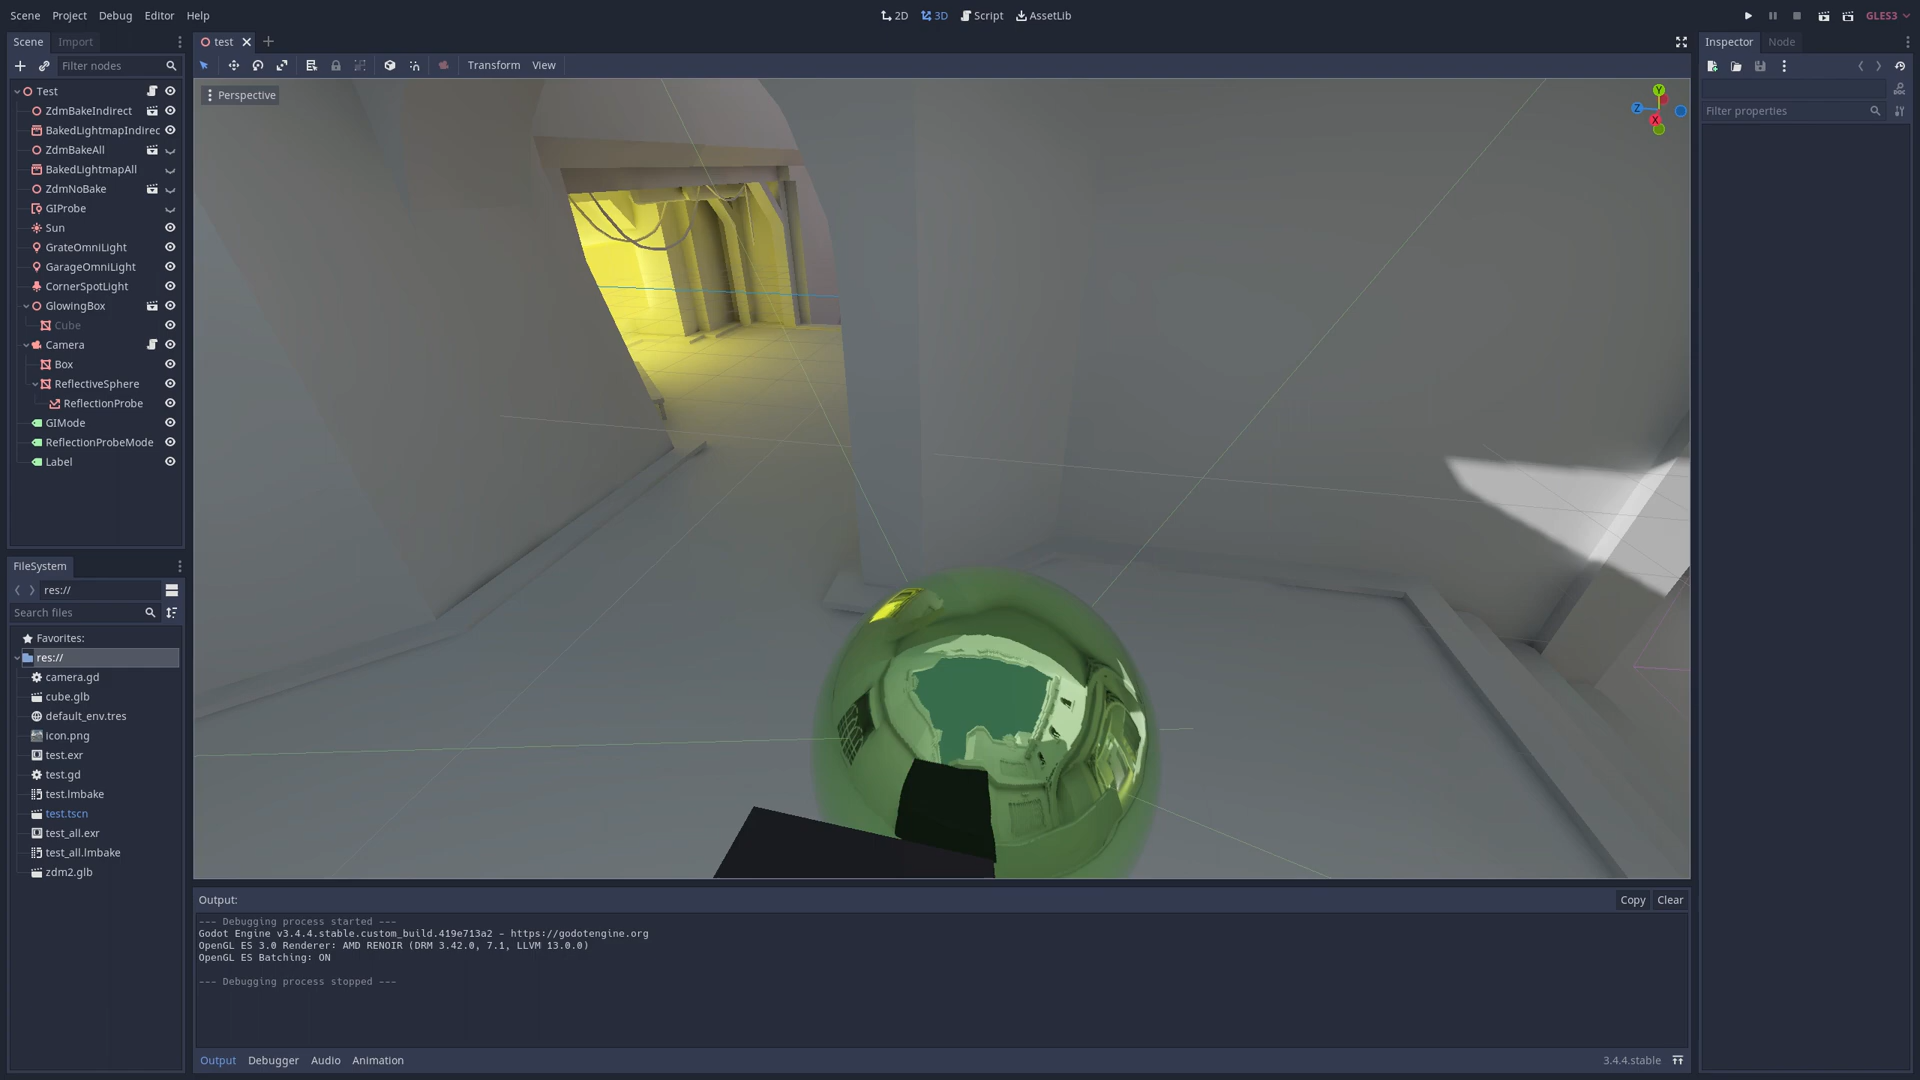 Scene Project Debug Editor Help
2D 3D Script AssetLib
GLES3
Scene Import
Filter nodes
Test
ZdmBakeIndirect
BakedLightmapIndirec
ZdmBakeAll
BakedLightmapAll
ZdmNoBake
GIProbe
Sun
GrateOmniLight
GarageOmniLight
CornerSpotLight
GlowingBox
Cube
Camera
Box
ReflectiveSphere
ReflectionProbe
GIMode
ReflectionProbeMode
Label
FileSystem
res://
Search files
Favorites:
res://
camera.gd
cube.glb
default_env.tres
icon.png
test.exr
test.gd
test.lmbake
test.tscn
test_all.exr
test_all.lmbake
zdm2.glb
test
Transform View
Perspective
Y
Z
X
Output:
Copy Clear
--- Debugging process started ---
Godot Engine v3.4.4.stable.custom_build.419e713a2 - https://godotengine.org
OpenGL ES 3.0 Renderer: AMD RENOIR (DRM 3.42.0, 7.1, LLVM 13.0.0)
OpenGL ES Batching: ON
--- Debugging process stopped ---
Output Debugger Audio Animation
3.4.4.stable
Inspector Node
Filter properties